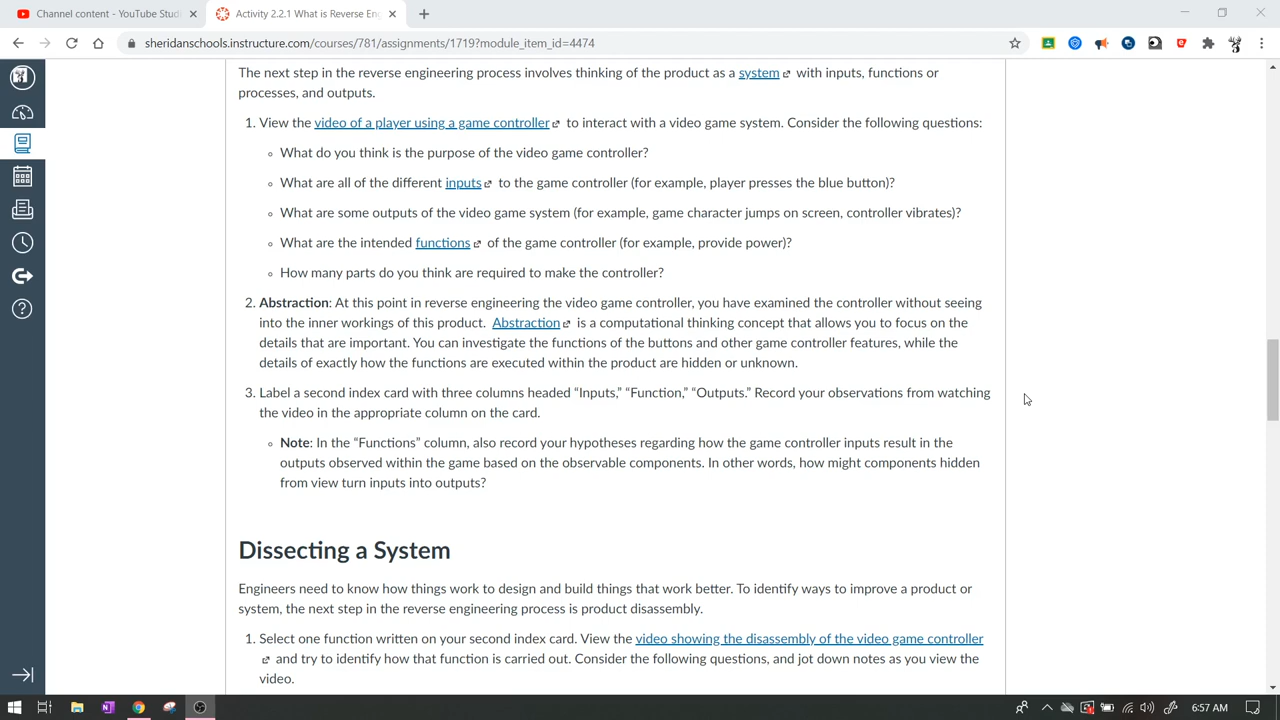 Channel content - YouTube Studi
Activity 2.2.1 What is Reverse Eng
sheridanschools.instructure.com/courses/781/assignments/1719?module_item_id=4474
The next step in the reverse engineering process involves thinking of the product as a system with inputs, functions or
processes, and outputs.
1. View the video of a player using a game controller to interact with a video game system. Consider the following questions:
What do you think is the purpose of the video game controller?
What are all of the different inputs to the game controller (for example, player presses the blue button)?
What are some outputs of the video game system (for example, game character jumps on screen, controller vibrates)?
What are the intended functions of the game controller (for example, provide power)?
How many parts do you think are required to make the controller?
2. Abstraction: At this point in reverse engineering the video game controller, you have examined the controller without seeing
into the inner workings of this product. Abstraction is a computational thinking concept that allows you to focus on the
details that are important. You can investigate the functions of the buttons and other game controller features, while the
details of exactly how the functions are executed within the product are hidden or unknown.
3. Label a second index card with three columns headed “Inputs,” “Function,” “Outputs.” Record your observations from watching
the video in the appropriate column on the card.
Note: In the “Functions” column, also record your hypotheses regarding how the game controller inputs result in the
outputs observed within the game based on the observable components. In other words, how might components hidden
from view turn inputs into outputs?
Dissecting a System
Engineers need to know how things work to design and build things that work better. To identify ways to improve a product or
system, the next step in the reverse engineering process is product disassembly.
1. Select one function written on your second index card. View the video showing the disassembly of the video game controller
and try to identify how that function is carried out. Consider the following questions, and jot down notes as you view the
video.
6:57 AM